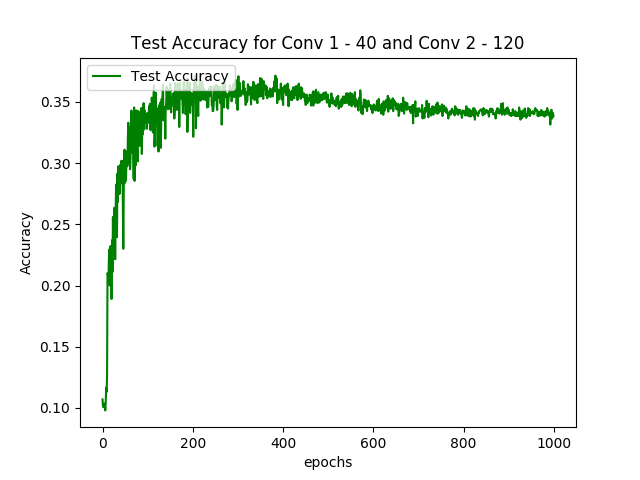 Test Accuracy for Conv 1 - 40 and Conv 2 - 120
Test Accuracy
0.35
0.30
0.25
0.20
0.15
0.10
Accuracy
0 200 400 600 800 1000
epochs